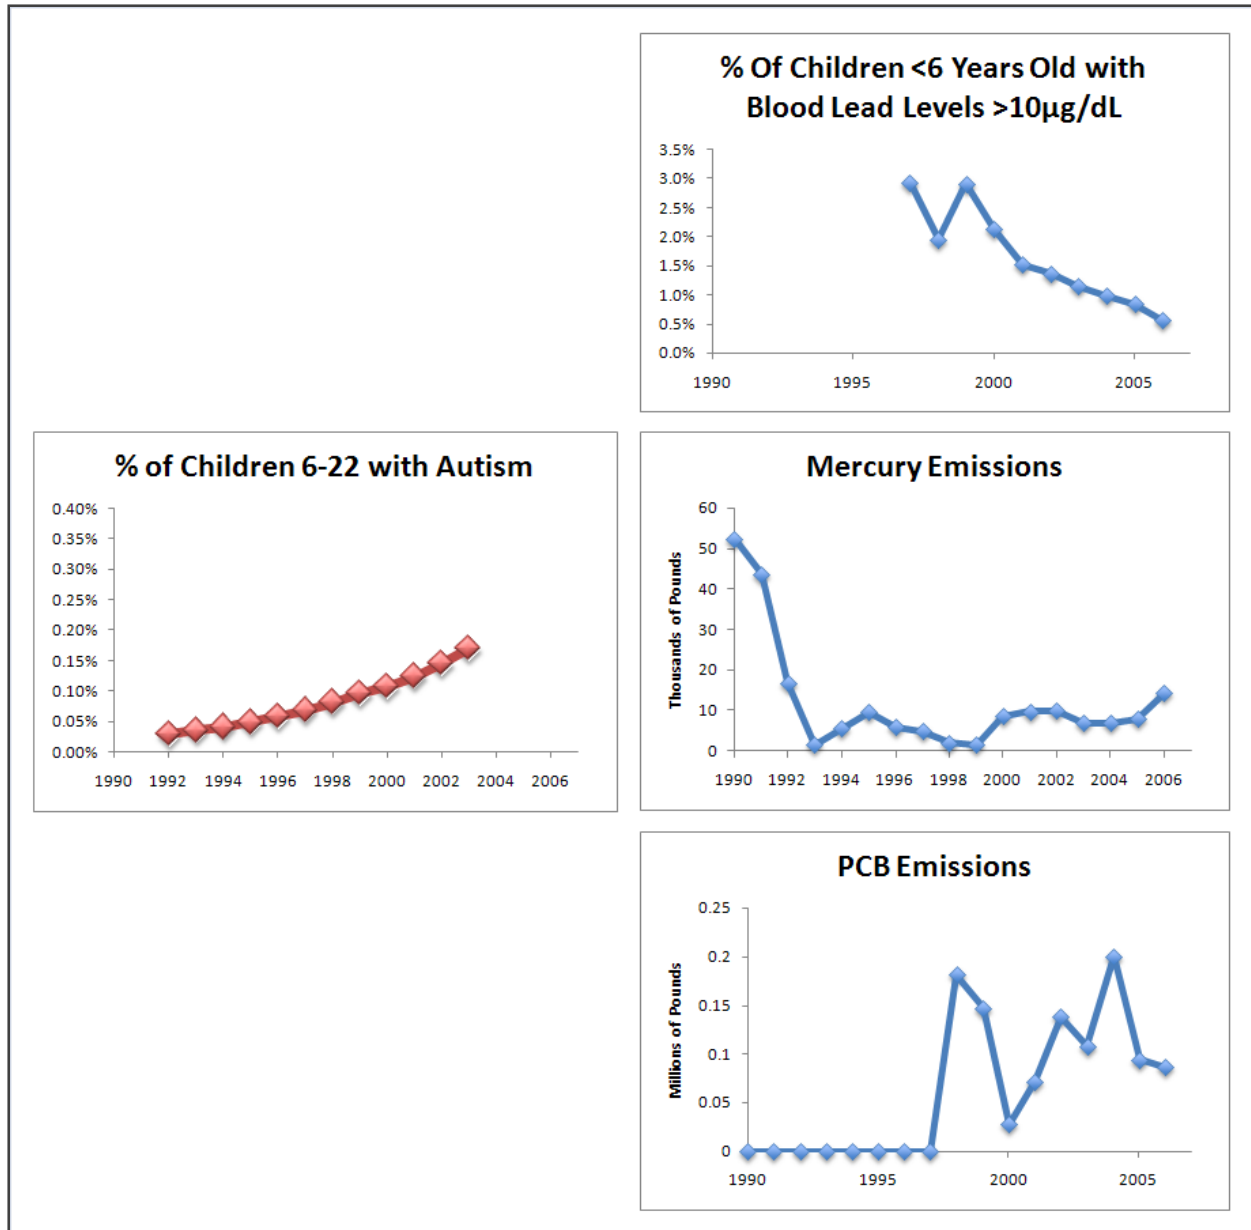 % Of Children <6 Years Old with
Blood Lead Levels >10µg/dL
3.5%
3.0%
2.5%
2.0%
1.5%
1.0%
0.5%
0.0%
1990 1995 2000 2005
% of Children 6-22 with Autism
0.40%
0.35%
0.30%
0.25%
0.20%
0.15%
0.10%
0.05%
0.00%
1990 1992 1994 1996 1998 2000 2002 2004 2006
Mercury Emissions
Thousands of Pounds
60
50
40
30
20
10
0
1990 1992 1994 1996 1998 2000 2002 2004 2006
PCB Emissions
Millions of Pounds
0.25
0.2
0.15
0.1
0.05
0
1990 1995 2000 2005